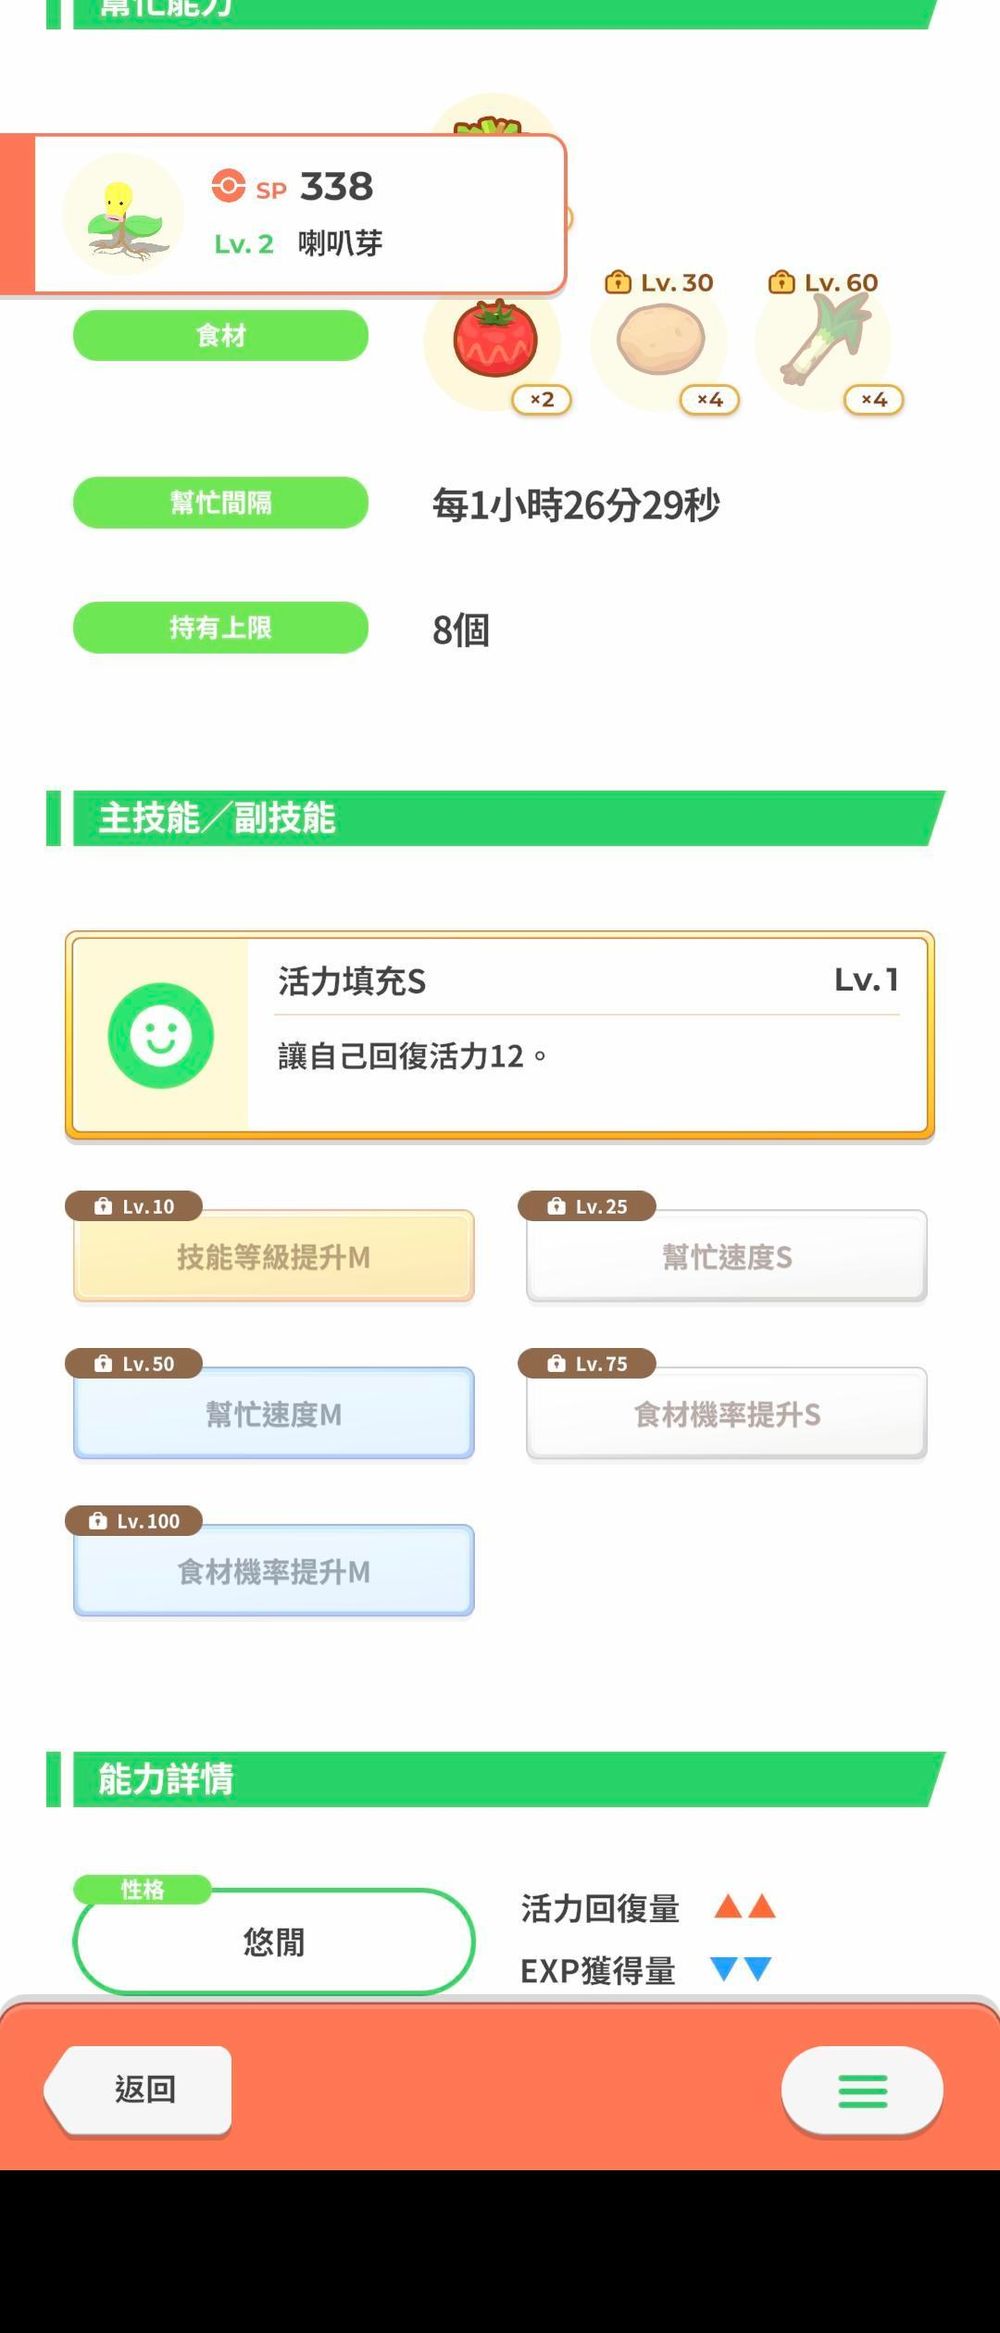 幫忙能力
SP 338
Lv. 2 喇叭芽
Lv. 30
Lv. 60
食材
×2
×4
×4
幫忙間隔
每1小時26分29秒
持有上限
8個
主技能／副技能
活力填充S
Lv. 1
讓自己回復活力12。
Lv. 10
Lv. 25
技能等級提升M
幫忙速度S
Lv. 50
Lv. 75
幫忙速度M
食材機率提升S
Lv. 100
食材機率提升M
能力詳情
性格
悠閒
活力回復量
EXP獲得量
返回